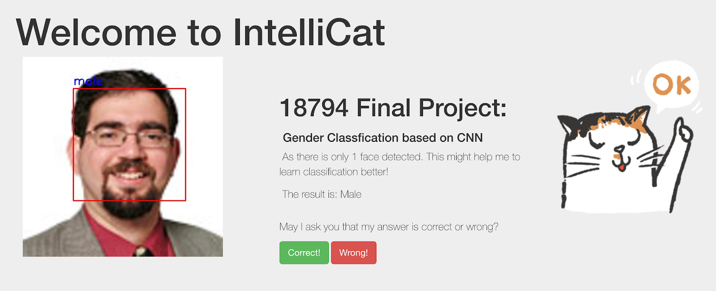 Welcome to IntelliCat
male
OK
18794 Final Project:
Gender Classfication based on CNN
As there is only 1 face detected. This might help me to
learn classification better!
The result is: Male
May I ask you that my answer is correct or wrong?
Correct! Wrong!